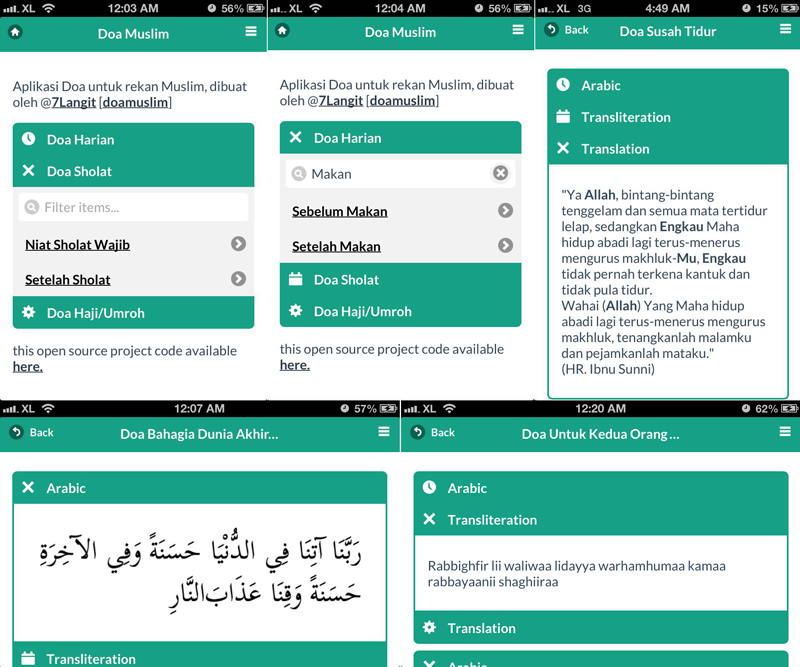 XL 12:03 AM 56%
Doa Muslim
Aplikasi Doa untuk rekan Muslim, dibuat
oleh @7Langit [doamuslim]
Doa Harian
Doa Sholat
Filter items...
Niat Sholat Wajib
Setelah Sholat
Doa Haji/Umroh
this open source project code available
here.
XL 12:04 AM 56%
Doa Muslim
Aplikasi Doa untuk rekan Muslim, dibuat
oleh @7Langit [doamuslim]
Doa Harian
Makan
Sebelum Makan
Setelah Makan
Doa Sholat
Doa Haji/Umroh
this open source project code available
here.
XL 3G 4:49 AM 15%
Back Doa Susah Tidur
Arabic
Transliteration
Translation
"Ya Allah, bintang-bintang
tenggelam dan semua mata tertidur
lelap, sedangkan Engkau Maha
hidup abadi lagi terus-menerus
mengurus makhluk-Mu, Engkau
tidak pernah terkena kantuk dan
tidak pula tidur.
Wahai (Allah) Yang Maha hidup
abadi lagi terus-menerus mengurus
makhluk, tenangkanlah malamku
dan pejamkanlah mataku."
(HR. Ibnu Sunni)
XL 12:07 AM 57%
Back Doa Bahagia Dunia Akhir...
Arabic
رَبَّنَا آتِنَا فِي الدُّنْيَا حَسَنَةً وَفِي الآخِرَةِ
حَسَنَةً وَقِنَا عَذَابَ النَّارِ
Transliteration
XL 12:20 AM 62%
Back Doa Untuk Kedua Orang ...
Arabic
Transliteration
Rabbighfir lii waliwaa lidayya warhamhumaa kamaa
rabbayaanii shaghiiraa
Translation
Arabic